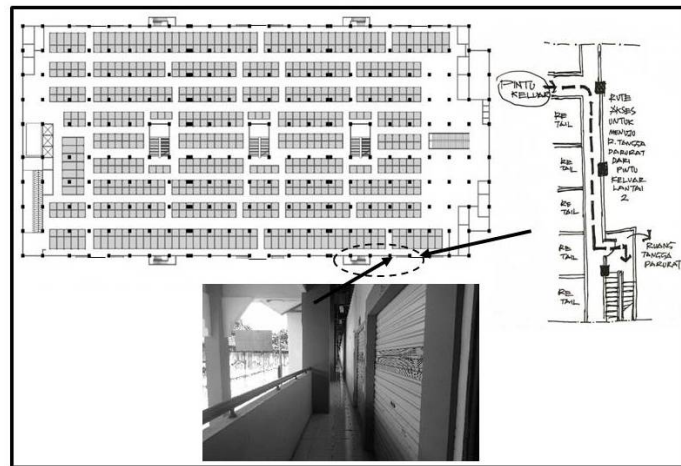 PINTU
KELUAR
RUTE
AKSES
UNTUK
MENUJU
R.TANGGA
DARURAT
DARI
PINTU
KELUAR
LANTAI
2
RE
TAIL
RE
TAIL
RE
TAIL
RE
TAIL
RE
TAIL
RUANG
TANGGA
DARURAT